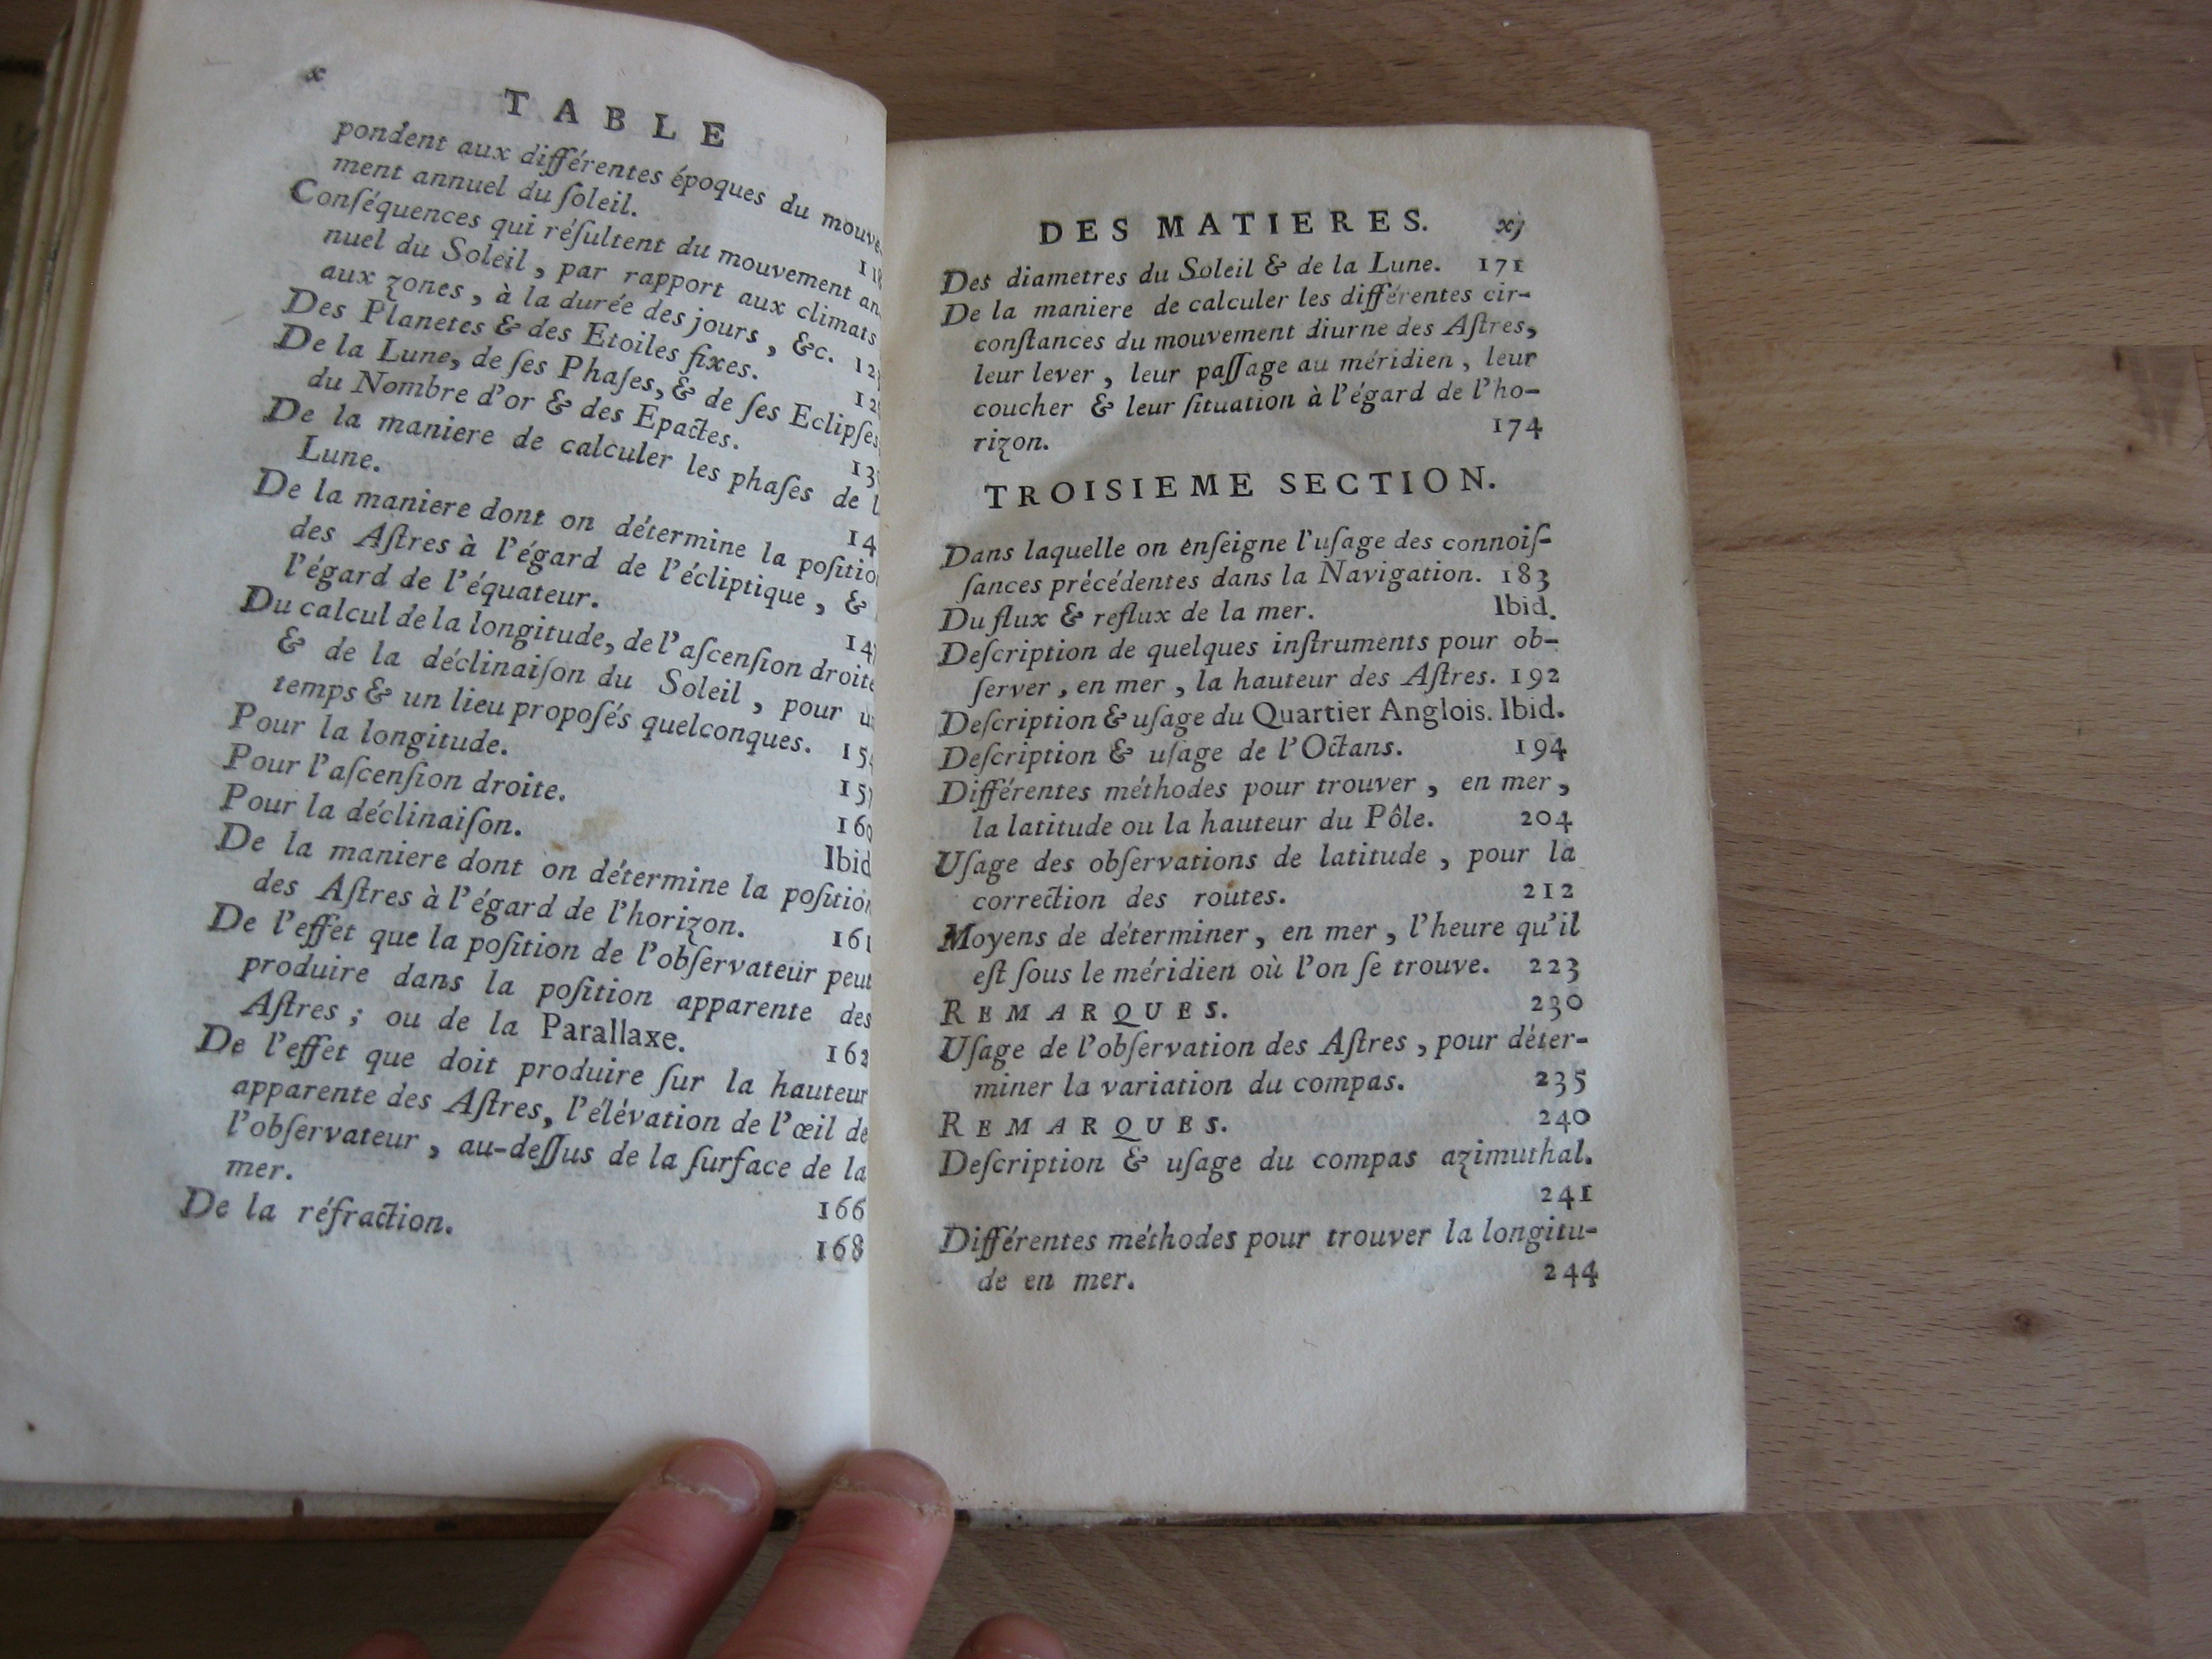 x
TABLE
pondent aux différentes époques du
ment annuel du ſoleil.
Conſéquences qui réſultent du mouvement
nuel du Soleil, par rapport aux climats
aux zones, à la durée des jours, &c.
Des Planetes & des Etoiles fixes.
De la Lune, de ſes Phaſes, & de ſes Eclipſes
du Nombre d'or & des Epactes.
De la maniere de calculer les phaſes de
Lune.
De la maniere dont on détermine la
des Aſtres à l'égard de l'écliptique, &
l'égard de l'équateur.
Du calcul de la longitude, de l'aſcenſion droite
& de la déclinaiſon du Soleil, pour
temps & un lieu propoſés quelconques.
Pour la longitude.
Pour l'aſcenſion droite.
Pour la déclinaiſon. Ibid
De la maniere dont on détermine la poſition
des Aſtres à l'égard de l'horizon. 161
De l'effet que la poſition de l'obſervateur peut
produire dans la poſition apparente des
Aſtres ; ou de la Parallaxe. 162
De l'effet que doit produire ſur la hauteur
apparente des Aſtres, l'élévation de l'œil de
l'obſervateur, au-deſſus de la ſurface de la
mer. 166
De la réfraction. 168
DES MATIERES. xj
Des diametres du Soleil & de la Lune. 171
De la maniere de calculer les différentes cir-
conſtances du mouvement diurne des Aſtres,
leur lever, leur paſſage au méridien, leur
coucher & leur ſituation à l'égard de l'ho-
rizon. 174
TROISIEME SECTION.
Dans laquelle on enſeigne l'uſage des connoiſ-
ſances précédentes dans la Navigation. 183
Du flux & reflux de la mer. Ibid.
Deſcription de quelques inſtruments pour ob-
ſerver, en mer, la hauteur des Aſtres. 192
Deſcription & uſage du Quartier Anglois. Ibid.
Deſcription & uſage de l'Octans. 194
Différentes méthodes pour trouver, en mer,
la latitude ou la hauteur du Pôle. 204
Uſage des obſervations de latitude, pour la
correction des routes. 212
Moyens de déterminer, en mer, l'heure qu'il
eſt ſous le méridien où l'on ſe trouve. 223
REMARQUES. 230
Uſage de l'obſervation des Aſtres, pour déter-
miner la variation du compas. 235
REMARQUES. 240
Deſcription & uſage du compas azimuthal.
241
Différentes méthodes pour trouver la longitu-
de en mer. 244